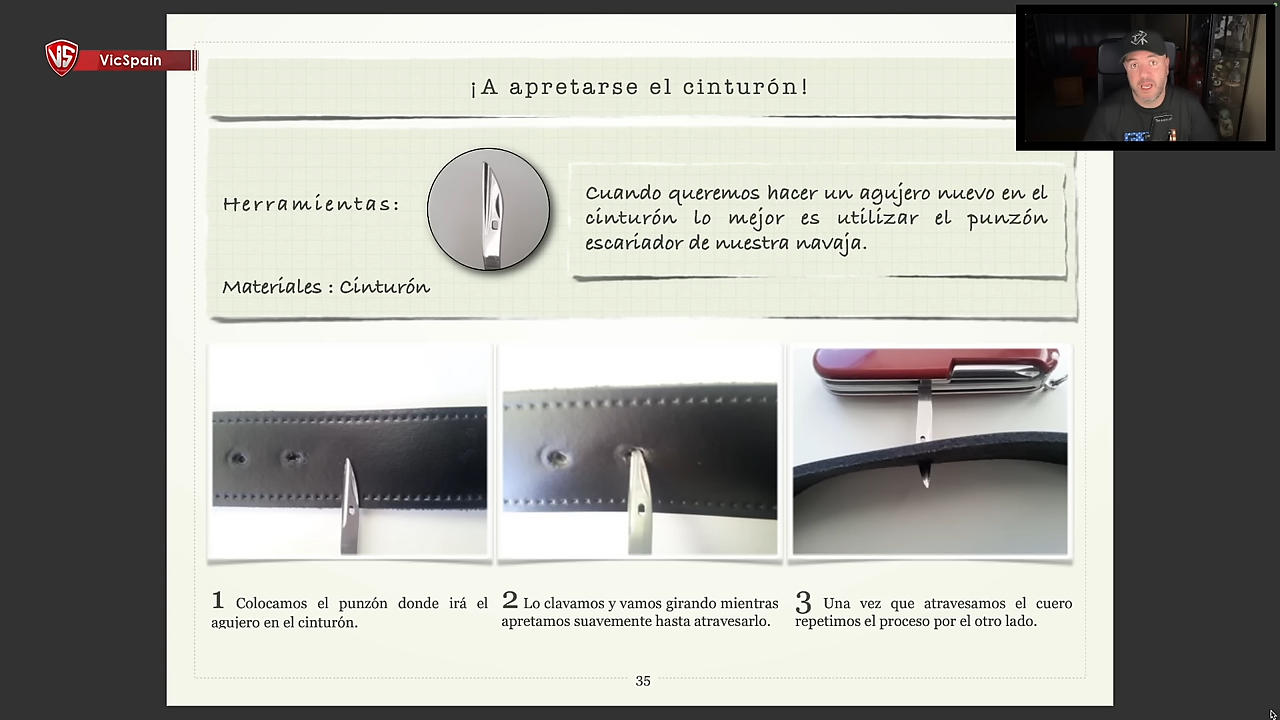 VicSpain
¡A apretarse el cinturón!
Herramientas:
Cuando queremos hacer un agujero nuevo en el
cinturón lo mejor es utilizar el punzón
escariador de nuestra navaja.
Materiales : Cinturón
1 Colocamos el punzón donde irá el
agujero en el cinturón.
2 Lo clavamos y vamos girando mientras
apretamos suavemente hasta atravesarlo.
3 Una vez que atravesamos el cuero
repetimos el proceso por el otro lado.
35